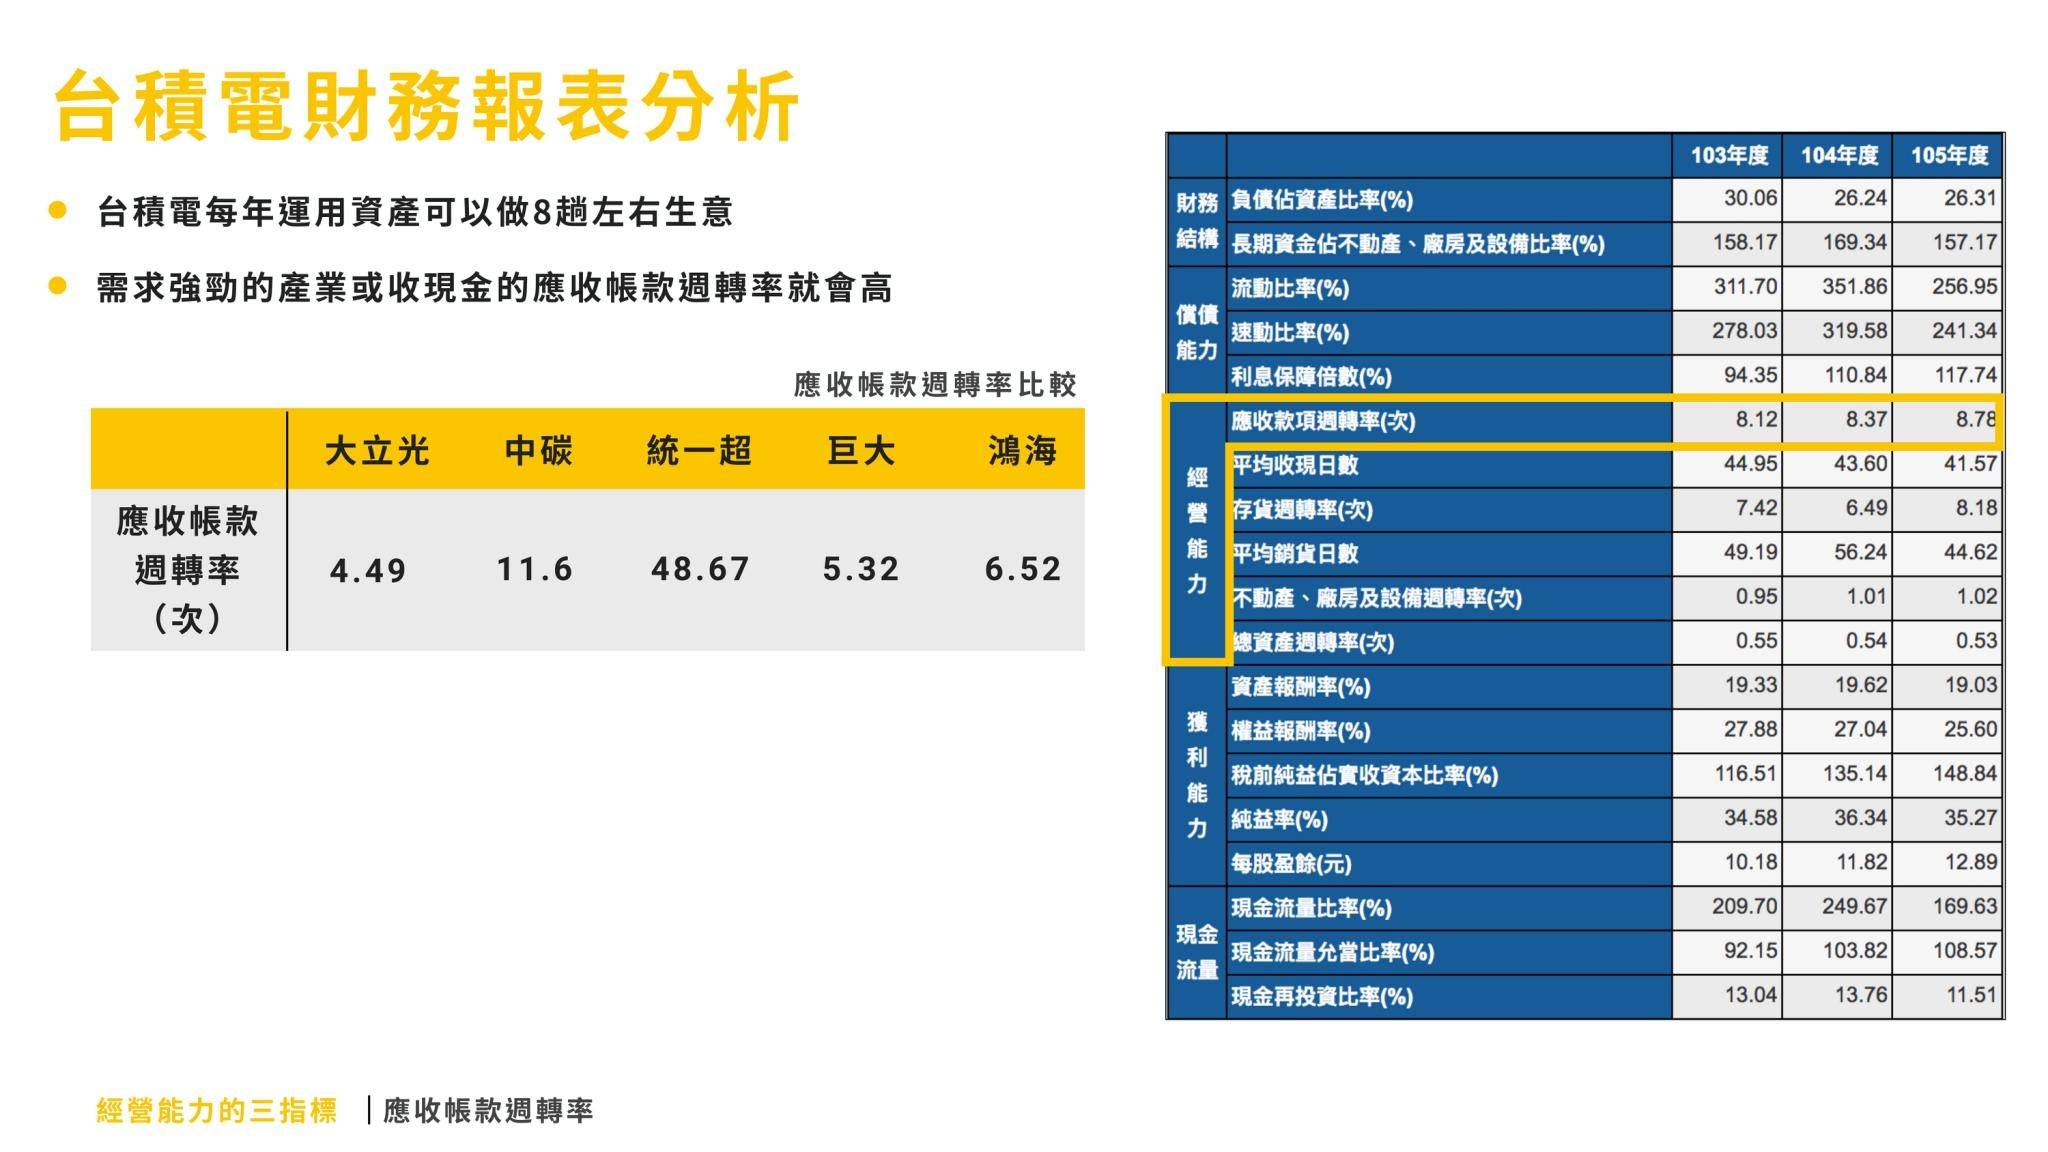 台積電財務報表分析
台積電每年運用資產可以做8趟左右生意
需求強勁的產業或收現金的應收帳款週轉率就會高
應收帳款週轉率比較
大立光 中碳 統一超 巨大 鴻海
應收帳款
週轉率
（次）
4.49 11.6 48.67 5.32 6.52
103年度 104年度 105年度
財務
結構
負債佔資產比率(%) 30.06 26.24 26.31
長期資金佔不動產、廠房及設備比率(%) 158.17 169.34 157.17
償債
能力
流動比率(%) 311.70 351.86 256.95
速動比率(%) 278.03 319.58 241.34
利息保障倍數(%) 94.35 110.84 117.74
經
營
能
力
應收款項週轉率(次) 8.12 8.37 8.78
平均收現日數 44.95 43.60 41.57
存貨週轉率(次) 7.42 6.49 8.18
平均銷貨日數 49.19 56.24 44.62
不動產、廠房及設備週轉率(次) 0.95 1.01 1.02
總資產週轉率(次) 0.55 0.54 0.53
獲
利
能
力
資產報酬率(%) 19.33 19.62 19.03
權益報酬率(%) 27.88 27.04 25.60
稅前純益佔實收資本比率(%) 116.51 135.14 148.84
純益率(%) 34.58 36.34 35.27
每股盈餘(元) 10.18 11.82 12.89
現金
流量
現金流量比率(%) 209.70 249.67 169.63
現金流量允當比率(%) 92.15 103.82 108.57
現金再投資比率(%) 13.04 13.76 11.51
經營能力的三指標 | 應收帳款週轉率